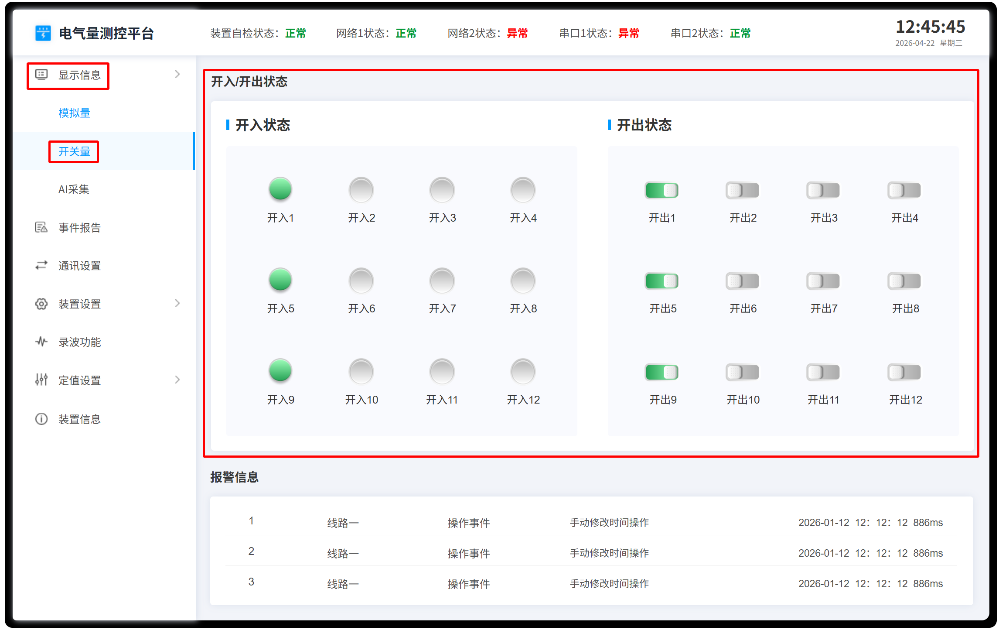 电气量测控平台
装置自检状态：正常 网络1状态：正常 网络2状态：异常 串口1状态：异常 串口2状态：正常
12:45:45
2026-04-22 星期三
显示信息
模拟量
开关量
AI采集
事件报告
通讯设置
装置设置
录波功能
定值设置
装置信息
开入/开出状态
开入状态
开入1 开入2 开入3 开入4
开入5 开入6 开入7 开入8
开入9 开入10 开入11 开入12
开出状态
开出1 开出2 开出3 开出4
开出5 开出6 开出7 开出8
开出9 开出10 开出11 开出12
报警信息
1 线路一 操作事件 手动修改时间操作 2026-01-12 12：12：12 886ms
2 线路一 操作事件 手动修改时间操作 2026-01-12 12：12：12 886ms
3 线路一 操作事件 手动修改时间操作 2026-01-12 12：12：12 886ms